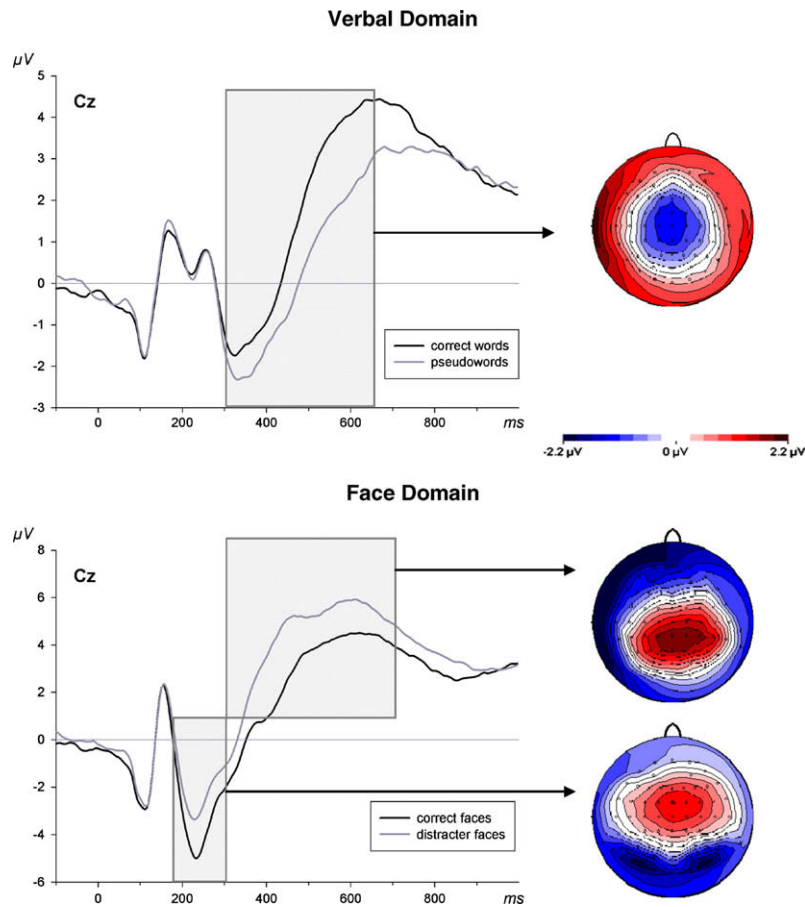 Verbal Domain
µV
Cz
5
4
3
2
1
0
-1
-2
-3
correct words
pseudowords
0 200 400 600 800 ms
-2.2 µV 0 µV 2.2 µV
Face Domain
µV
Cz
8
6
4
2
0
-2
-4
-6
correct faces
distracter faces
0 200 400 600 800 ms